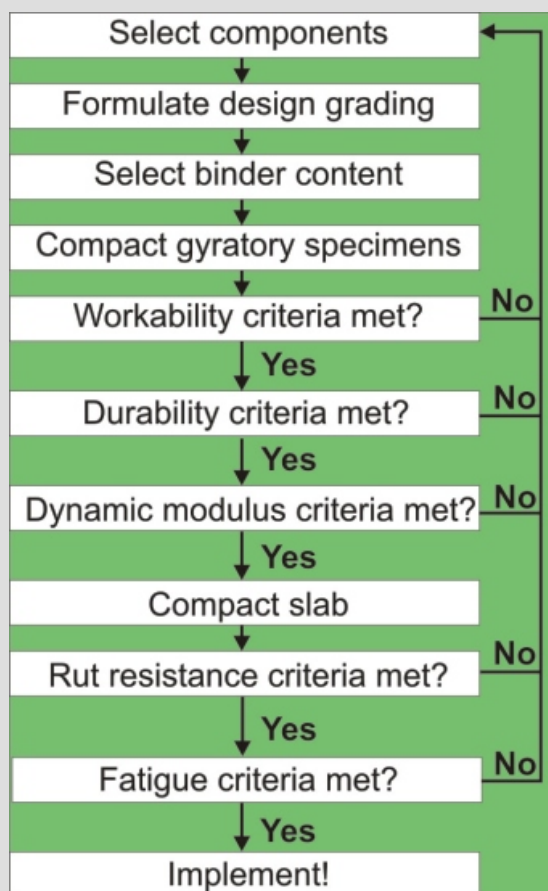 Select components
Formulate design grading
Select binder content
Compact gyratory specimens
Workability criteria met?
No
Yes
Durability criteria met?
No
Yes
Dynamic modulus criteria met?
No
Yes
Compact slab
Rut resistance criteria met?
No
Yes
Fatigue criteria met?
No
Yes
Implement!